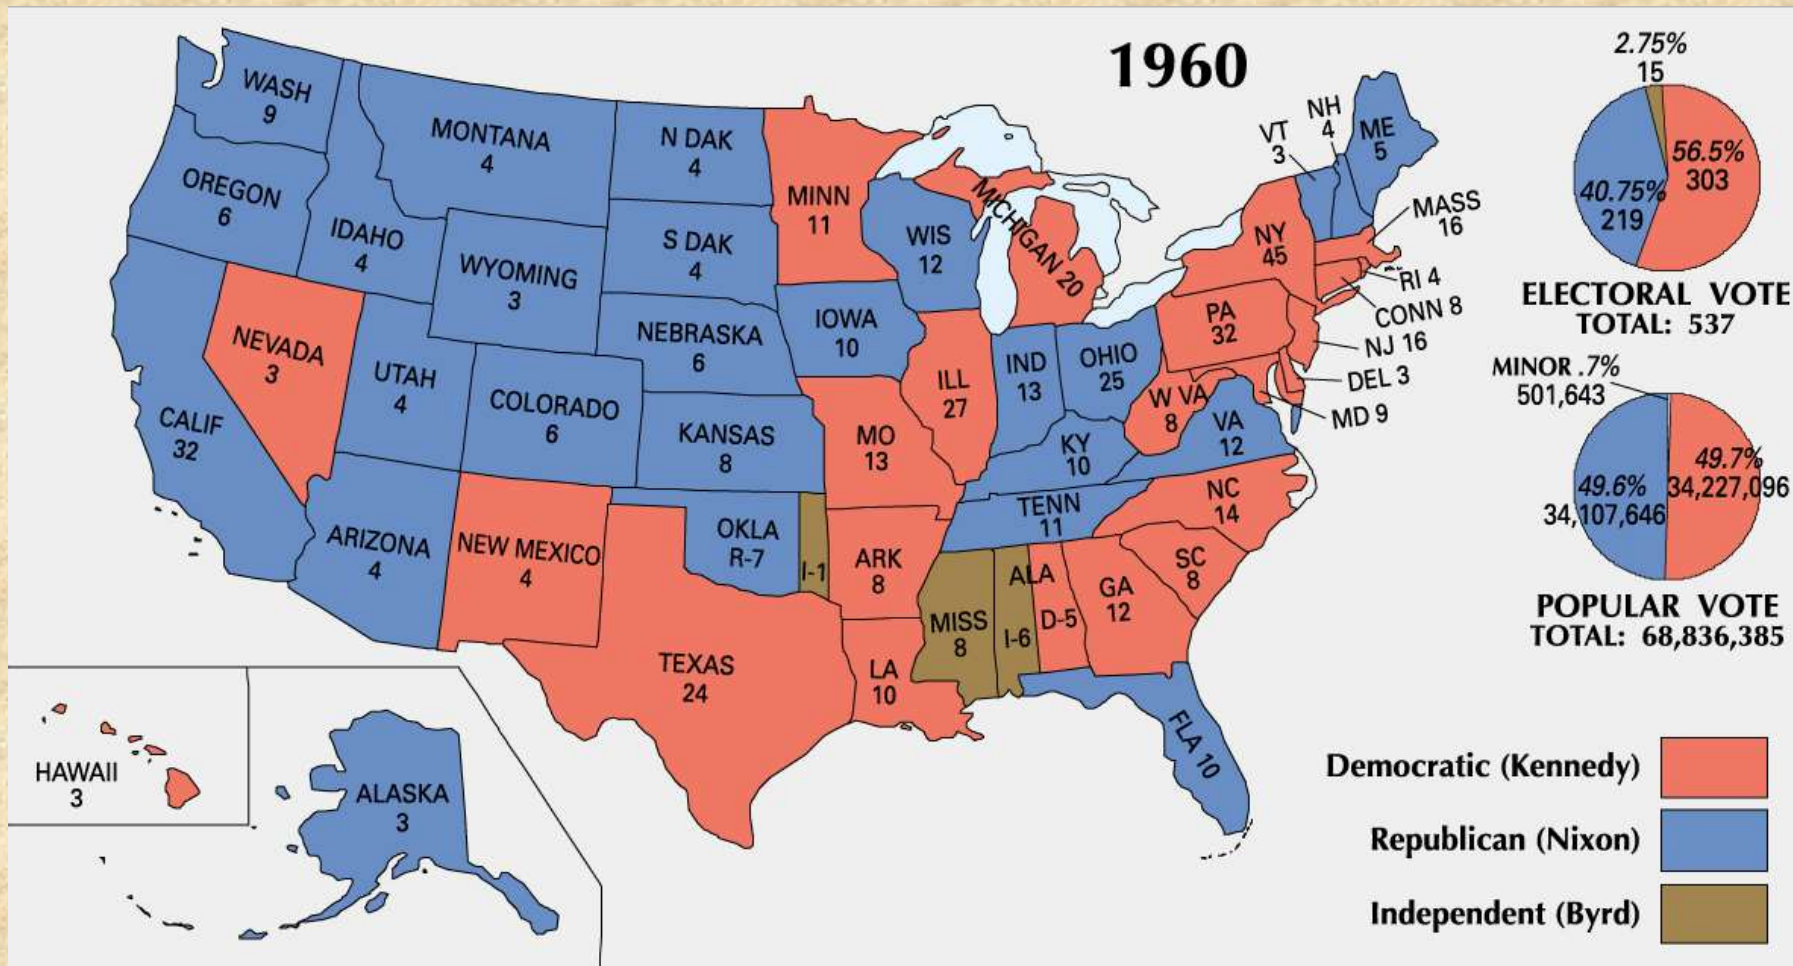 1960
WASH
9
OREGON
6
CALIF
32
NEVADA
3
IDAHO
4
MONTANA
4
WYOMING
3
UTAH
4
ARIZONA
4
COLORADO
6
NEW MEXICO
4
N DAK
4
S DAK
4
NEBRASKA
6
KANSAS
8
OKLA
R-7
I-1
TEXAS
24
MINN
11
IOWA
10
MO
13
ARK
8
LA
10
WIS
12
ILL
27
MICHIGAN 20
IND
13
OHIO
25
KY
10
TENN
11
MISS
8
ALA
I-6
D-5
GA
12
FLA 10
SC
8
NC
14
VA
12
W VA
8
PA
32
NY
45
VT
3
NH
4
ME
5
MASS
16
RI 4
CONN 8
NJ 16
DEL 3
MD 9
HAWAII
3
ALASKA
3
2.75%
15
56.5%
303
40.75%
219
ELECTORAL VOTE
TOTAL: 537
MINOR .7%
501,643
49.7%
34,227,096
49.6%
34,107,646
POPULAR VOTE
TOTAL: 68,836,385
Democratic (Kennedy)
Republican (Nixon)
Independent (Byrd)